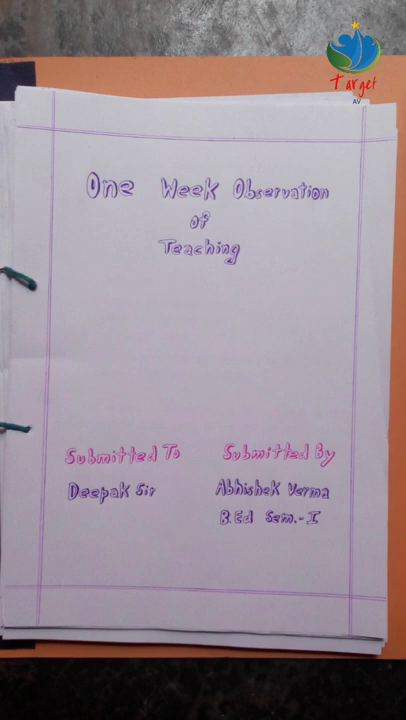 Target
AV
One Week Observation
of
Teaching
Submitted To
Submitted By
Deepak Sir
Abhishek Verma
B.Ed Sem.-I